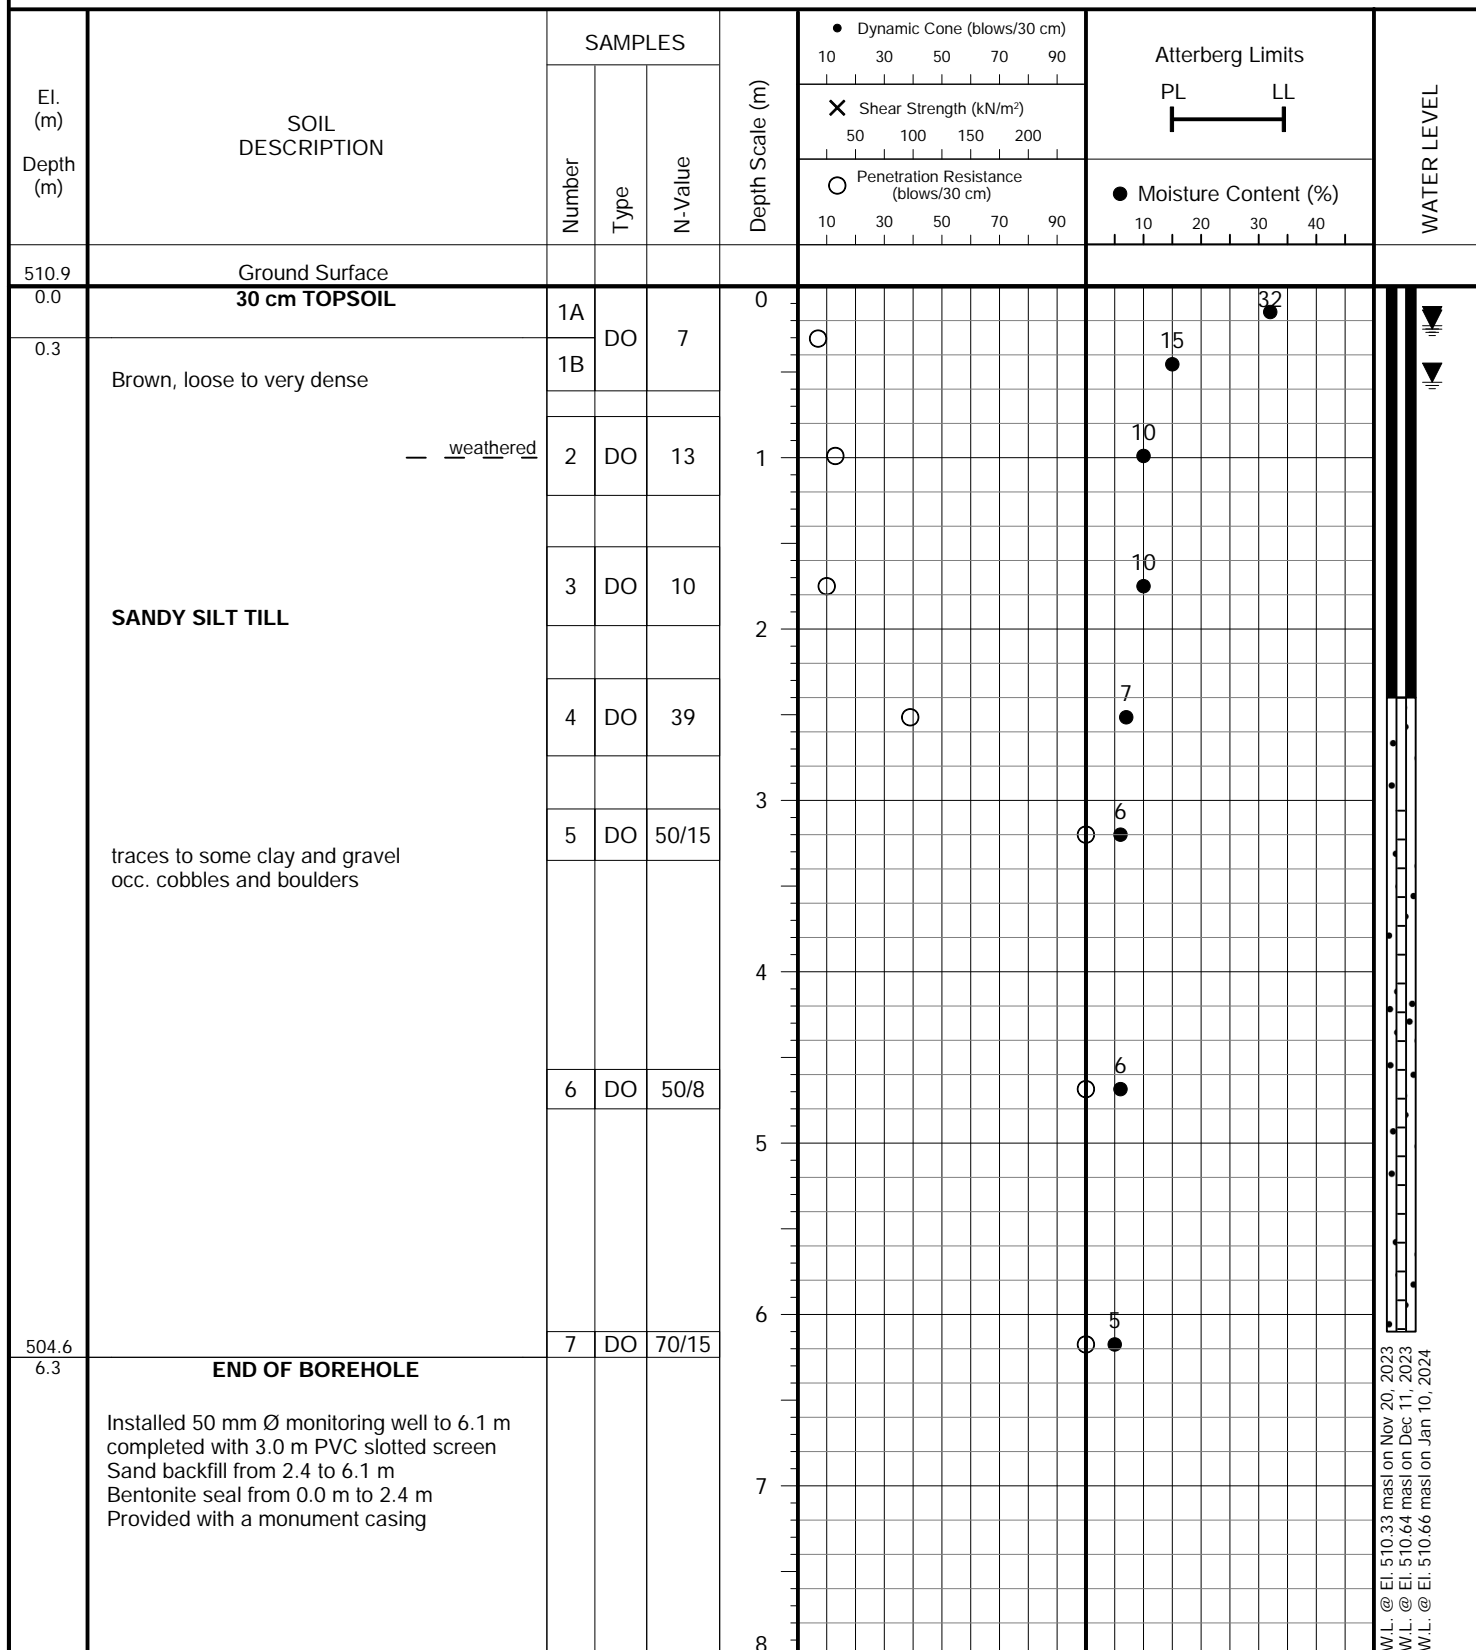 El.
(m)
Depth
(m)
SOIL
DESCRIPTION
SAMPLES
Number
Type
N-Value
Depth Scale (m)
Dynamic Cone (blows/30 cm)
10 30 50 70 90
Shear Strength (kN/m²)
50 100 150 200
Penetration Resistance
(blows/30 cm)
10 30 50 70 90
Atterberg Limits
PL LL
Moisture Content (%)
10 20 30 40
WATER LEVEL
510.9
Ground Surface
0.0
30 cm TOPSOIL
0
32
1A
DO
7
15
0.3
1B
Brown, loose to very dense
10
weathered
2 DO 13
1
10
3 DO 10
SANDY SILT TILL
2
7
4 DO 39
3
6
5 DO 50/15
traces to some clay and gravel
occ. cobbles and boulders
4
6
6 DO 50/8
5
6
5
7 DO 70/15
504.6
6.3
END OF BOREHOLE
Installed 50 mm Ø monitoring well to 6.1 m
completed with 3.0 m PVC slotted screen
Sand backfill from 2.4 to 6.1 m
Bentonite seal from 0.0 m to 2.4 m
Provided with a monument casing
7
8
W.L. @ El. 510.33 masl on Nov 20, 2023
W.L. @ El. 510.64 masl on Dec 11, 2023
W.L. @ El. 510.66 masl on Jan 10, 2024